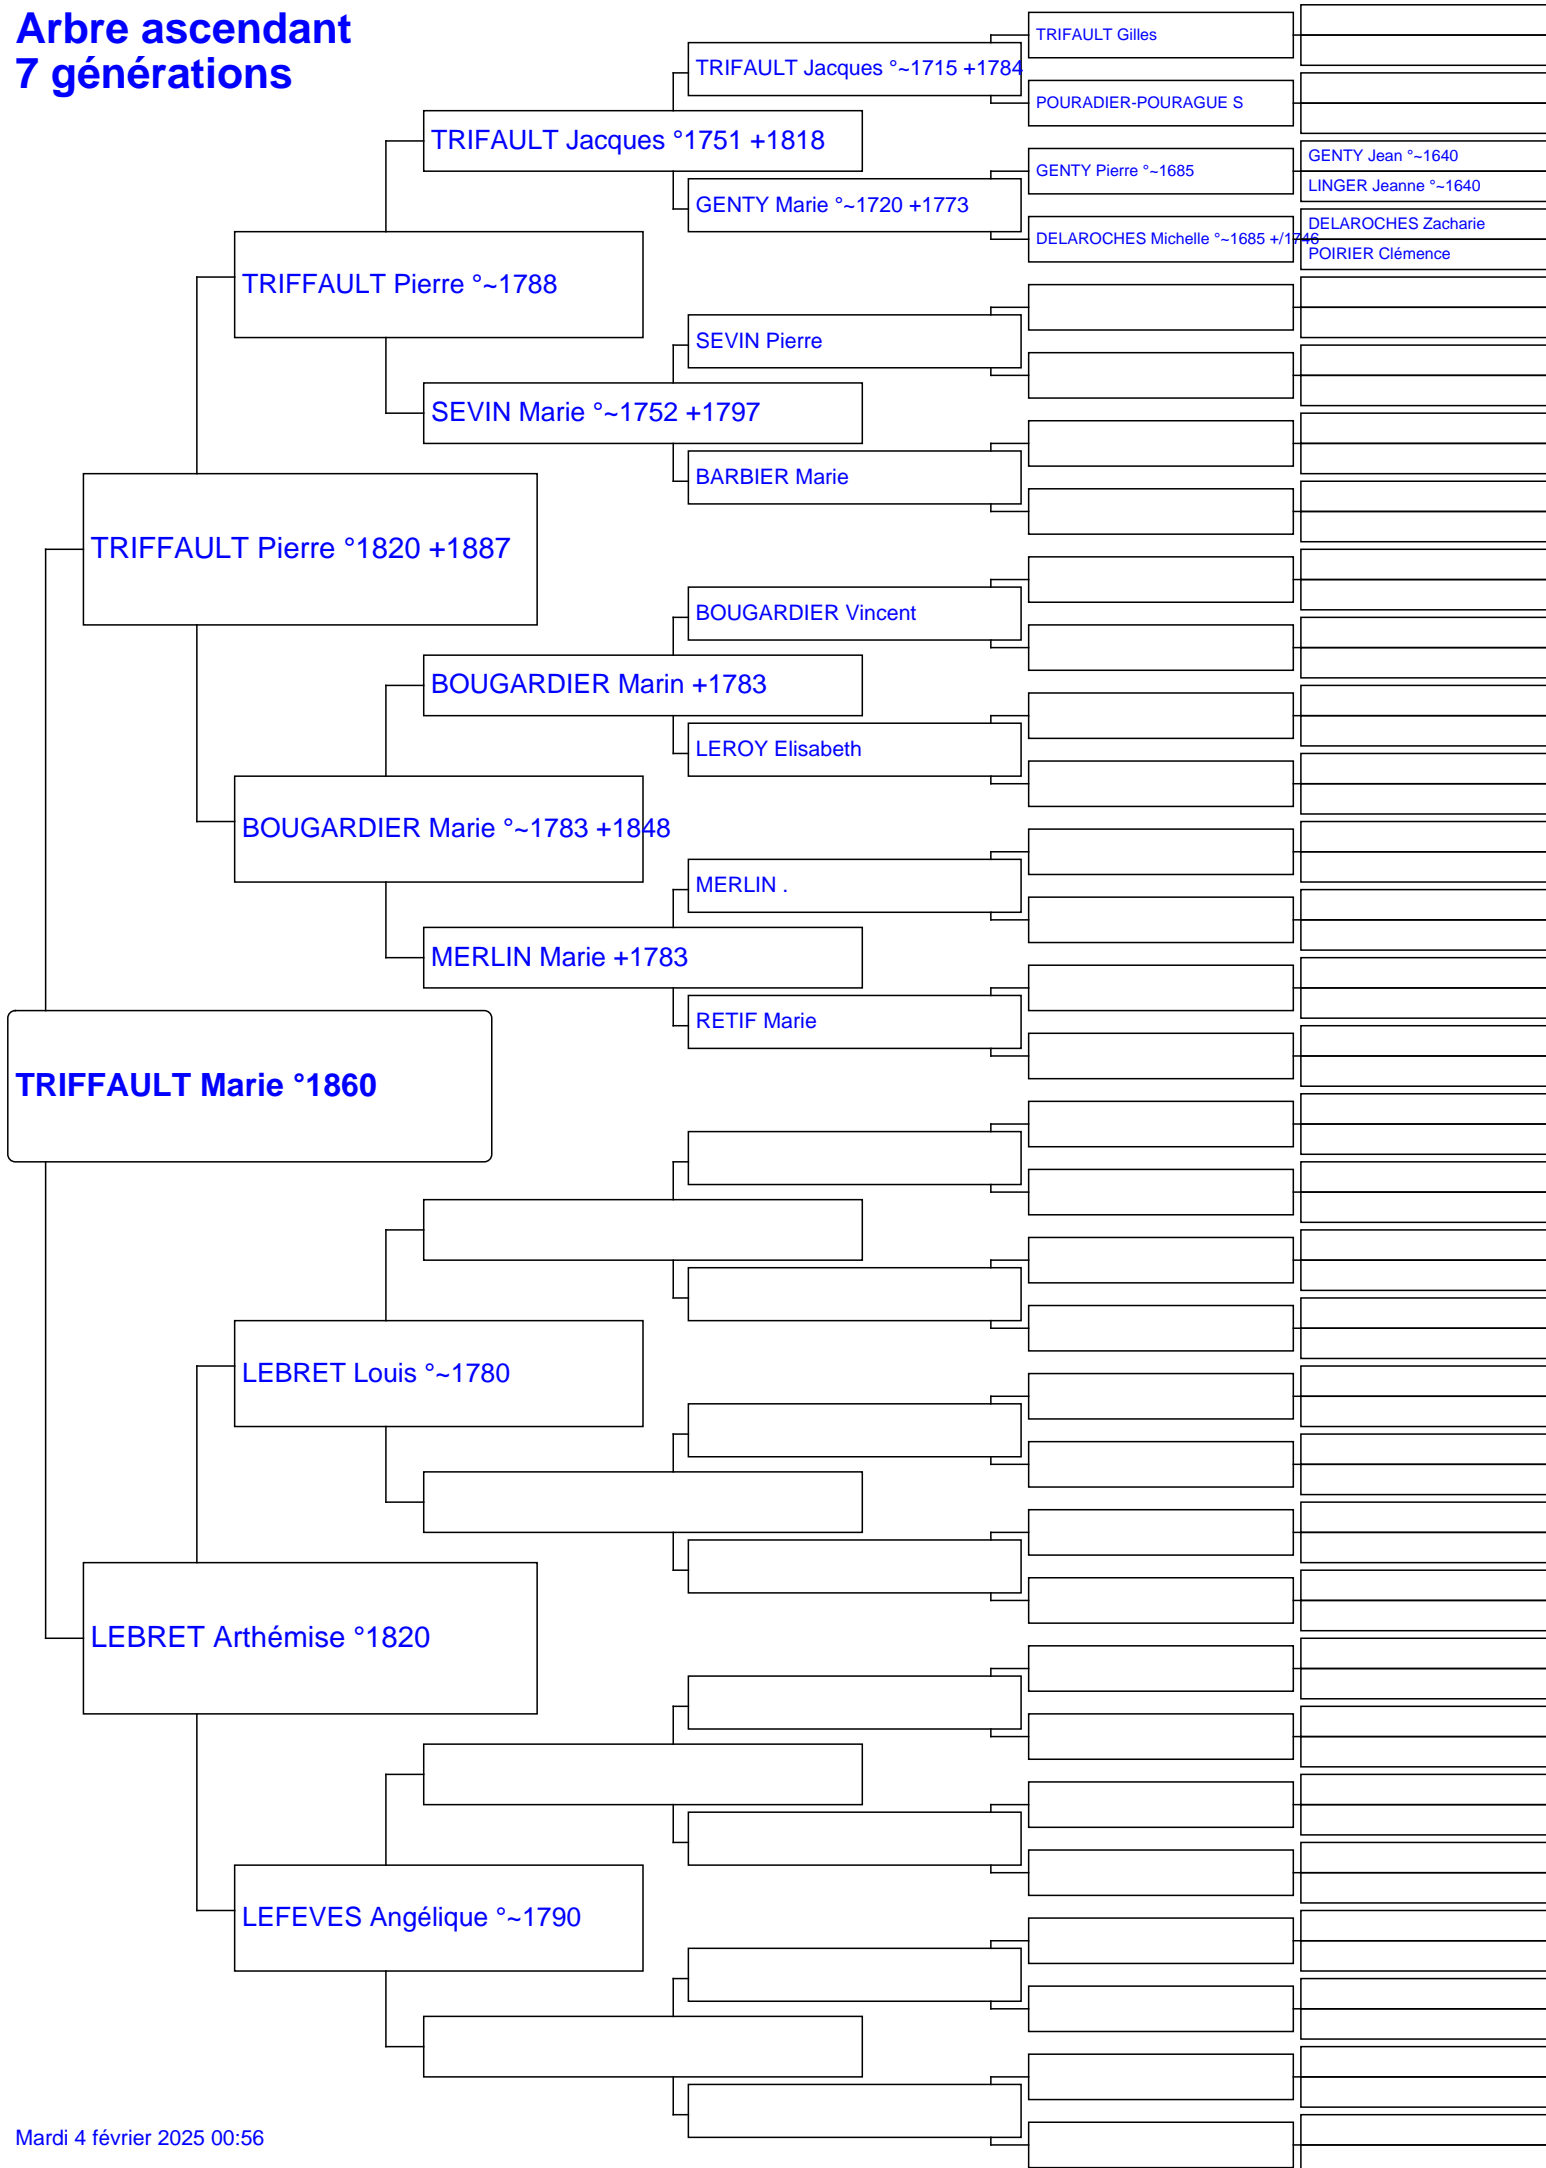 Arbre ascendant
7 générations
TRIFAULT Gilles
TRIFAULT Jacques °~1715 +1784
POURADIER-POURAGUE S
TRIFAULT Jacques °1751 +1818
GENTY Jean °~1640
GENTY Pierre °~1685
LINGER Jeanne °~1640
GENTY Marie °~1720 +1773
DELAROCHES Zacharie
DELAROCHES Michelle °~1685 +/1746
POIRIER Clémence
TRIFFAULT Pierre °~1788
SEVIN Pierre
SEVIN Marie °~1752 +1797
BARBIER Marie
TRIFFAULT Pierre °1820 +1887
BOUGARDIER Vincent
BOUGARDIER Marin +1783
LEROY Elisabeth
BOUGARDIER Marie °~1783 +1848
MERLIN .
MERLIN Marie +1783
RETIF Marie
TRIFFAULT Marie °1860
LEBRET Louis °~1780
LEBRET Arthémise °1820
LEFEVES Angélique °~1790
Mardi 4 février 2025 00:56